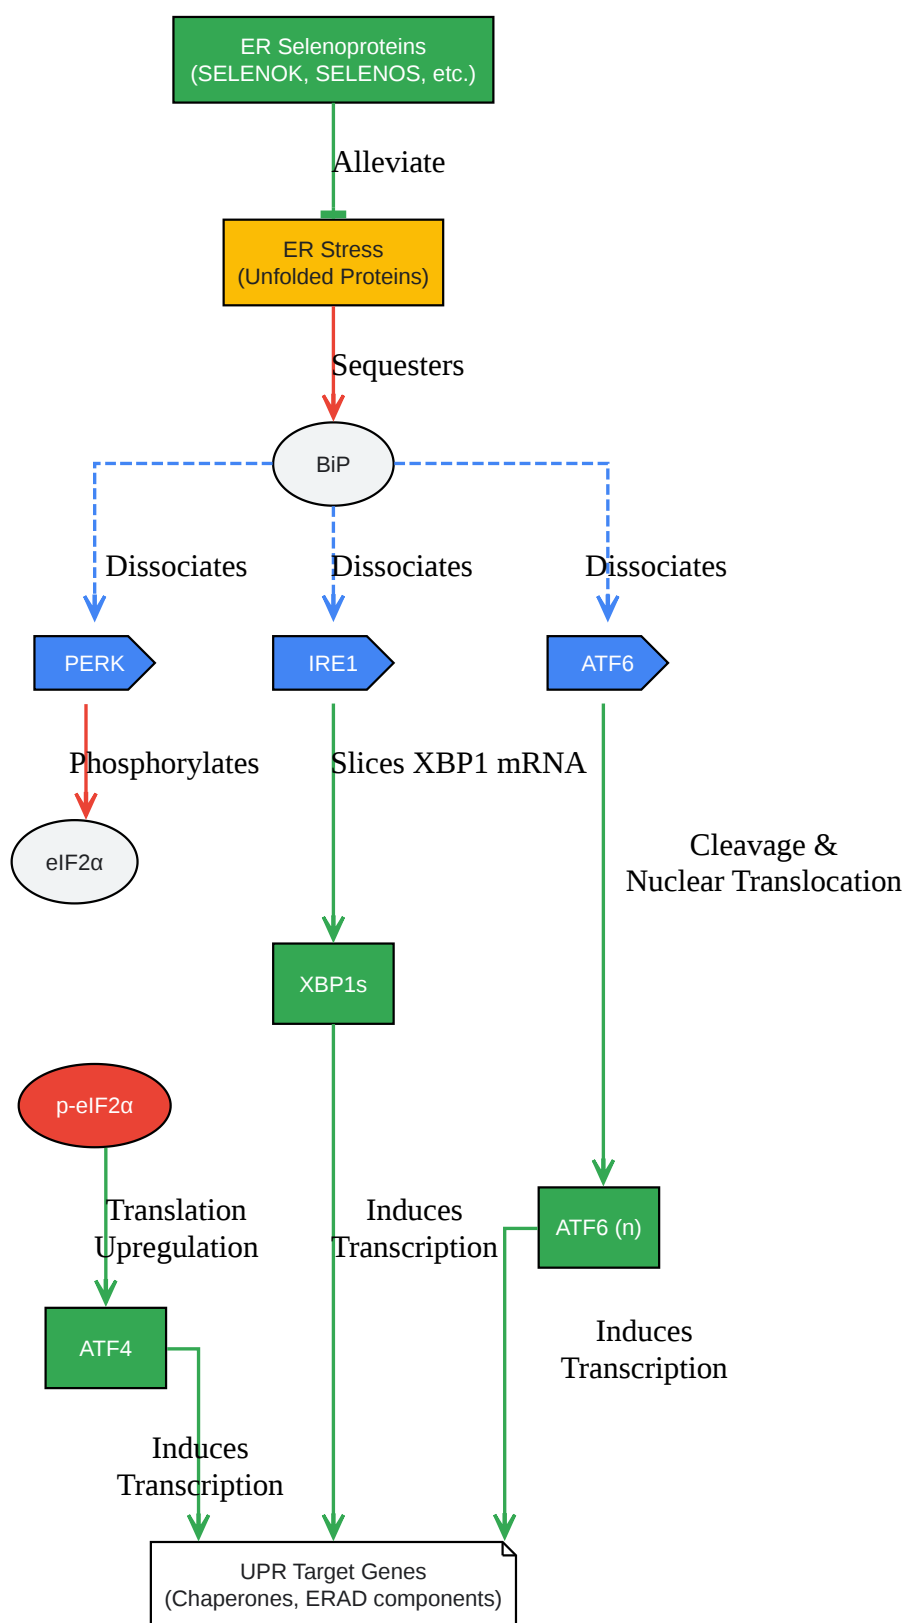 ER Selenoproteins
(SELENOK, SELENOS, etc.)
Alleviate
ER Stress
(Unfolded Proteins)
Sequesters
BiP
Dissociates
Dissociates
Dissociates
PERK
IRE1
ATF6
Phosphorylates
Slices XBP1 mRNA
Cleavage &
Nuclear Translocation
eIF2α
XBP1s
p-eIF2α
Translation
Upregulation
Induces
Transcription
ATF6 (n)
ATF4
Induces
Transcription
Induces
Transcription
UPR Target Genes
(Chaperones, ERAD components)